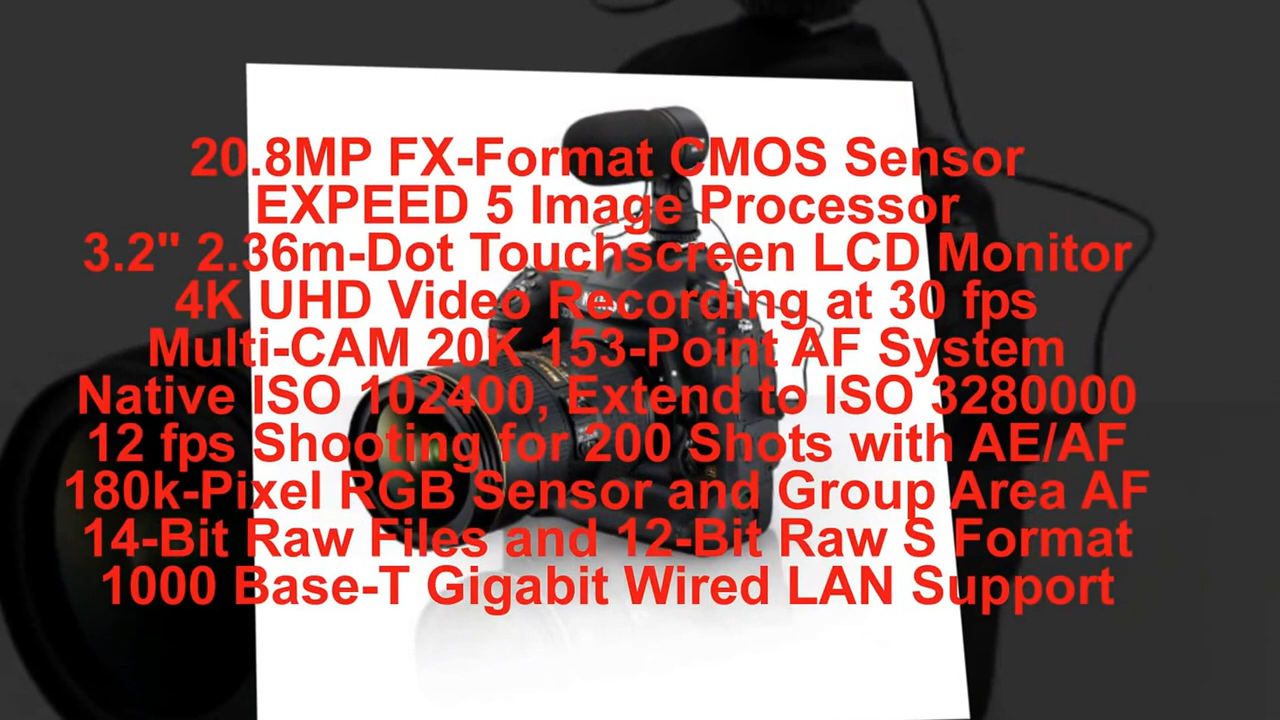 20.8MP FX-Format CMOS Sensor
EXPEED 5 Image Processor
3.2" 2.36m-Dot Touchscreen LCD Monitor
4K UHD Video Recording at 30 fps
Multi-CAM 20K 153-Point AF System
Native ISO 102400, Extend to ISO 3280000
12 fps Shooting for 200 Shots with AE/AF
180k-Pixel RGB Sensor and Group Area AF
14-Bit Raw Files and 12-Bit Raw S Format
1000 Base-T Gigabit Wired LAN Support